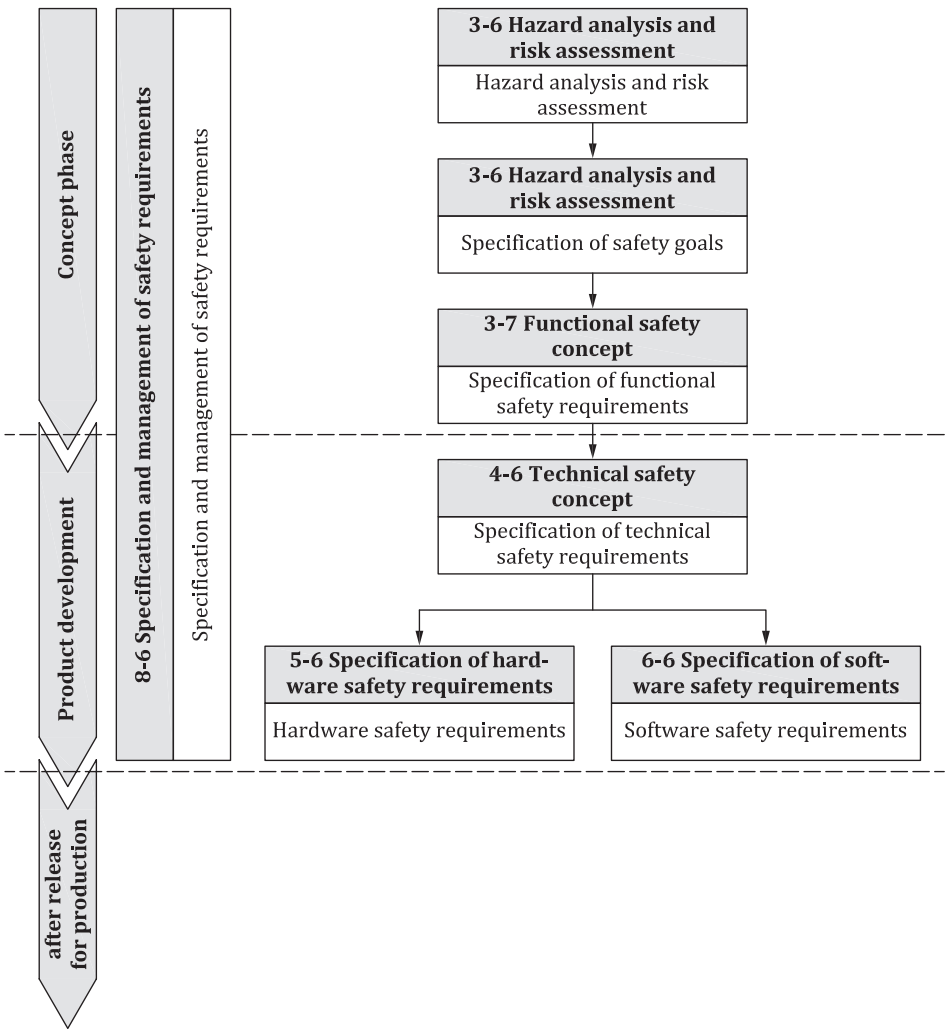 Concept phase
Product development
after release
for production
8-6 Specification and management of safety requirements
Specification and management of safety requirements
3-6 Hazard analysis and
risk assessment
Hazard analysis and risk
assessment
3-6 Hazard analysis and
risk assessment
Specification of safety goals
3-7 Functional safety
concept
Specification of functional
safety requirements
4-6 Technical safety
concept
Specification of technical
safety requirements
5-6 Specification of hard-
ware safety requirements
Hardware safety requirements
6-6 Specification of soft-
ware safety requirements
Software safety requirements